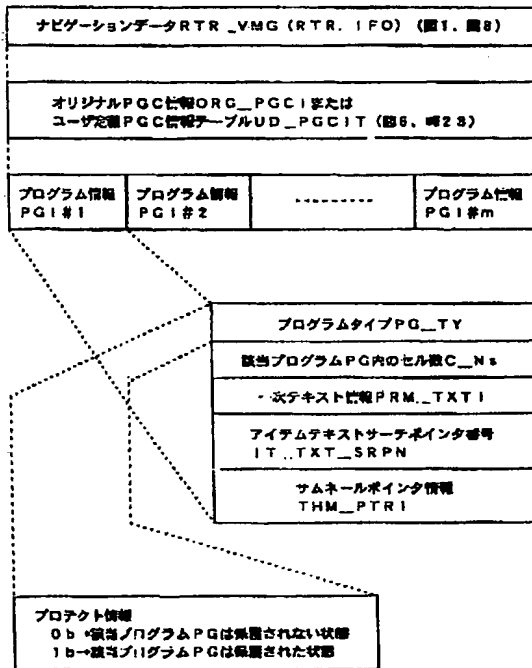 ナビゲーションデータRTR_VMG(RTR.IFO)(図1、図8)
オリジナルPGC情報ORG_PGCIまたは
ユーザ定義PGC情報テーブルUD_PGCIT(図6、
プログラム情報
PGI#1
プログラム情報
PGI#2
プログラム情報
PGI#m
プログラムタイプPG_TY
該当プログラムPG内のセル数C_Ns
一次テキスト情報PRM_TXTI
アイテムテキストサーチポインタ番号
IT_TXT_SRPN
サムネールポインタ情報
THM_PTRI
プロテクト情報
0b→該当プログラムPGは保護されない状態
1b→該当プログラムPGは保護された状態